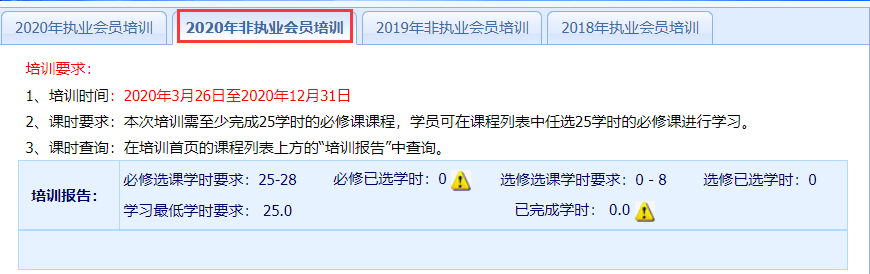 2020年执业会员培训 2020年非执业会员培训 2019年非执业会员培训 2018年执业会员培训
培训要求：
1、培训时间：2020年3月26日至2020年12月31日
2、课时要求：本次培训需至少完成25学时的必修课课程，学员可在课程列表中任选25学时的必修课进行学习。
3、课时查询：在培训首页的课程列表上方的“培训报告”中查询。
培训报告： 必修选课学时要求：25-28 必修已选学时：0 选修选课学时要求：0 - 8 选修已选学时：0
学习最低学时要求： 25.0 已完成学时： 0.0